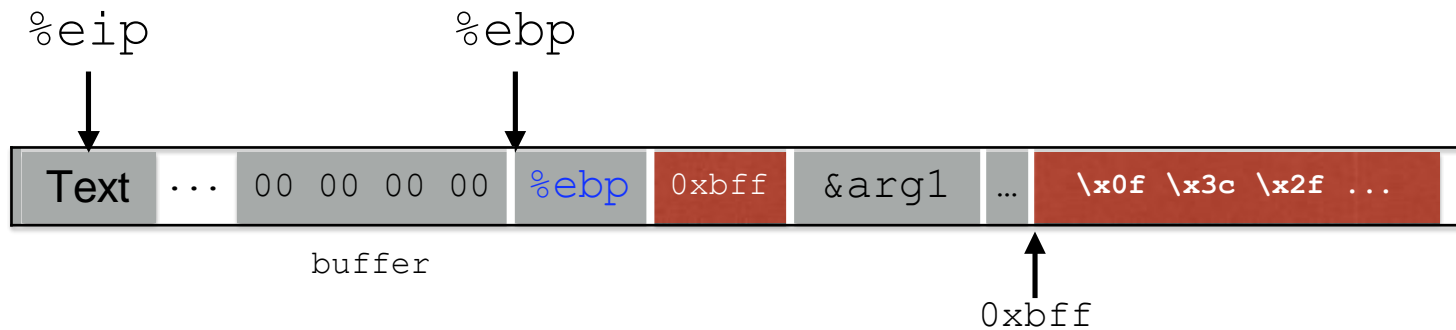 %eip %ebp
Text ... 00 00 00 00 %ebp 0xbff &arg1 … \x0f \x3c \x2f ...
buffer
0xbff